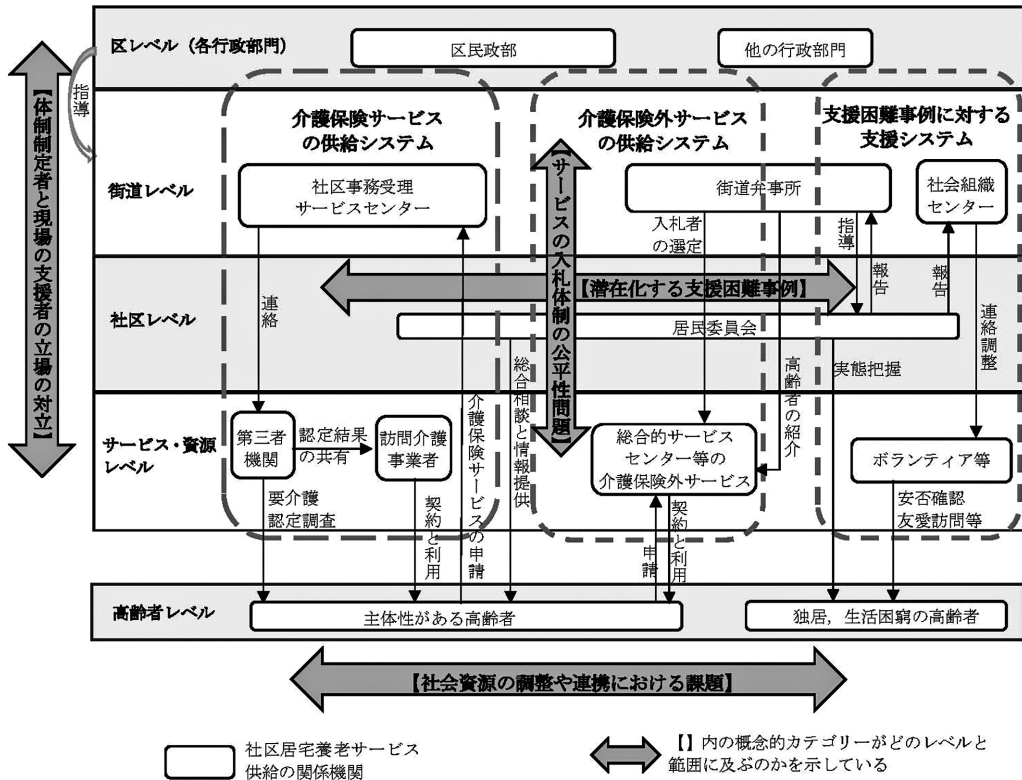 区レベル（各行政部門）
区民政部
他の行政部門
指導
【体制制定者と現場の支援者の立場の対立】
介護保険サービス
の供給システム
介護保険外サービス
の供給システム
支援困難事例に対する
支援システム
街道レベル
社区事務受理
サービスセンター
街道弁事所
社会組織
センター
【サービスの入札体制の公平性問題】
入札者
の選定
指導
報告
報告
【潜在化する支援困難事例】
社区レベル
連絡
居民委員会
連絡調整
総合相談と情報提供
高齢者の紹介
実態把握
サービス・資源
レベル
第三者
機関
認定結果
の共有
訪問介護
事業者
介護保険サービスの申請
総合的サービス
センター等の
介護保険外サービス
ボランティア等
要介護
認定調査
契約と利用
申請
契約と利用
安否確認
友愛訪問等
高齢者レベル
主体性がある高齢者
独居，生活困窮の高齢者
【社会資源の調整や連携における課題】
社区居宅養老サービス
供給の関係機関
【】内の概念的カテゴリーがどのレベルと
範囲に及ぶのかを示している